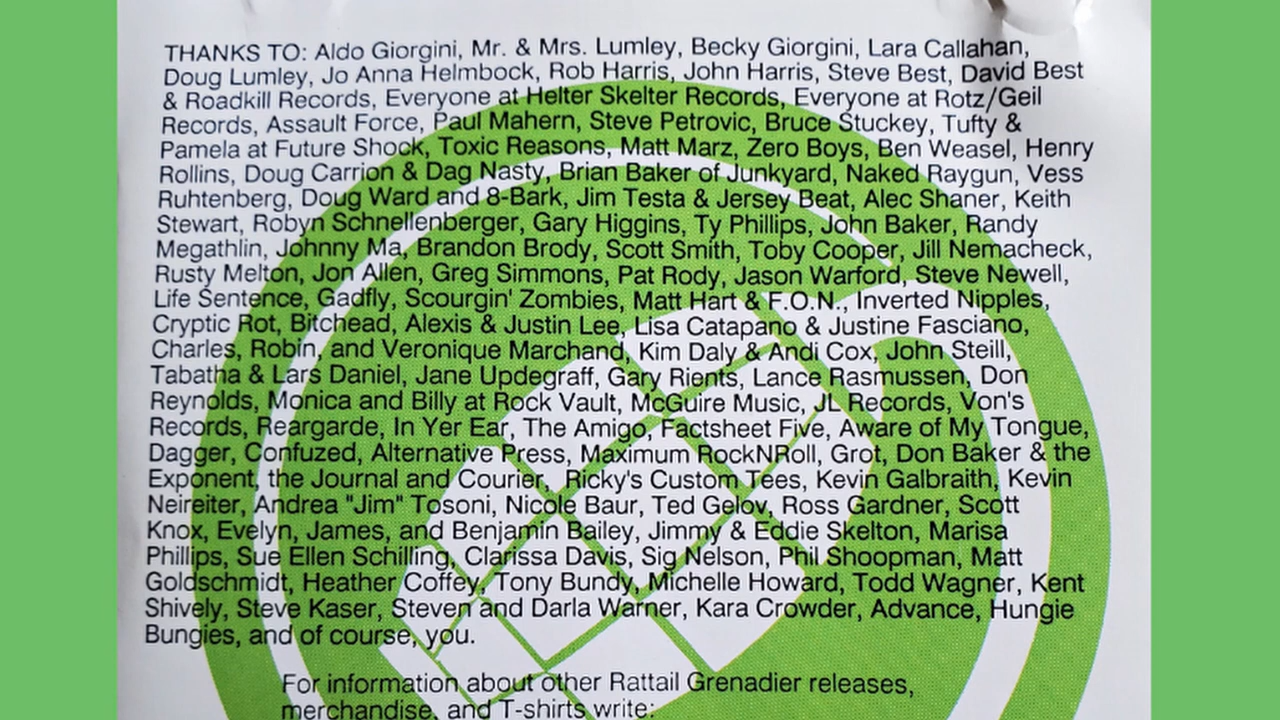 THANKS TO: Aldo Giorgini, Mr. & Mrs. Lumley, Becky Giorgini, Lara Callahan,
Doug Lumley, Jo Anna Helmbock, Rob Harris, John Harris, Steve Best, David Best
& Roadkill Records, Everyone at Helter Skelter Records, Everyone at Rotz/Geil
Records, Assault Force, Paul Mahern, Steve Petrovic, Bruce Stuckey, Tufty &
Pamela at Future Shock, Toxic Reasons, Matt Marz, Zero Boys, Ben Weasel, Henry
Rollins, Doug Carrion & Dag Nasty, Brian Baker of Junkyard, Naked Raygun, Vess
Ruhtenberg, Doug Ward and 8-Bark, Jim Testa & Jersey Beat, Alec Shaner, Keith
Stewart, Robyn Schnellenberger, Gary Higgins, Ty Phillips, John Baker, Randy
Megathlin, Johnny Ma, Brandon Brody, Scott Smith, Toby Cooper, Jill Nemacheck,
Rusty Melton, Jon Allen, Greg Simmons, Pat Rody, Jason Warford, Steve Newell,
Life Sentence, Gadfly, Scourgin' Zombies, Matt Hart & F.O.N., Inverted Nipples,
Cryptic Rot, Bitchead, Alexis & Justin Lee, Lisa Catapano & Justine Fasciano,
Charles, Robin, and Veronique Marchand, Kim Daly & Andi Cox, John Steill,
Tabatha & Lars Daniel, Jane Updegraff, Gary Rients, Lance Rasmussen, Don
Reynolds, Monica and Billy at Rock Vault, McGuire Music, JL Records, Von's
Records, Reargarde, In Yer Ear, The Amigo, Factsheet Five, Aware of My Tongue,
Dagger, Confuzed, Alternative Press, Maximum RockNRoll, Grot, Don Baker & the
Exponent, the Journal and Courier, Ricky's Custom Tees, Kevin Galbraith, Kevin
Neireiter, Andrea "Jim" Tosoni, Nicole Baur, Ted Gelov, Ross Gardner, Scott
Knox, Evelyn, James, and Benjamin Bailey, Jimmy & Eddie Skelton, Marisa
Phillips, Sue Ellen Schilling, Clarissa Davis, Sig Nelson, Phil Shoopman, Matt
Goldschmidt, Heather Coffey, Tony Bundy, Michelle Howard, Todd Wagner, Kent
Shively, Steve Kaser, Steven and Darla Warner, Kara Crowder, Advance, Hungie
Bungies, and of course, you.
For information about other Rattail Grenadier releases,
merchandise, and T-shirts write: